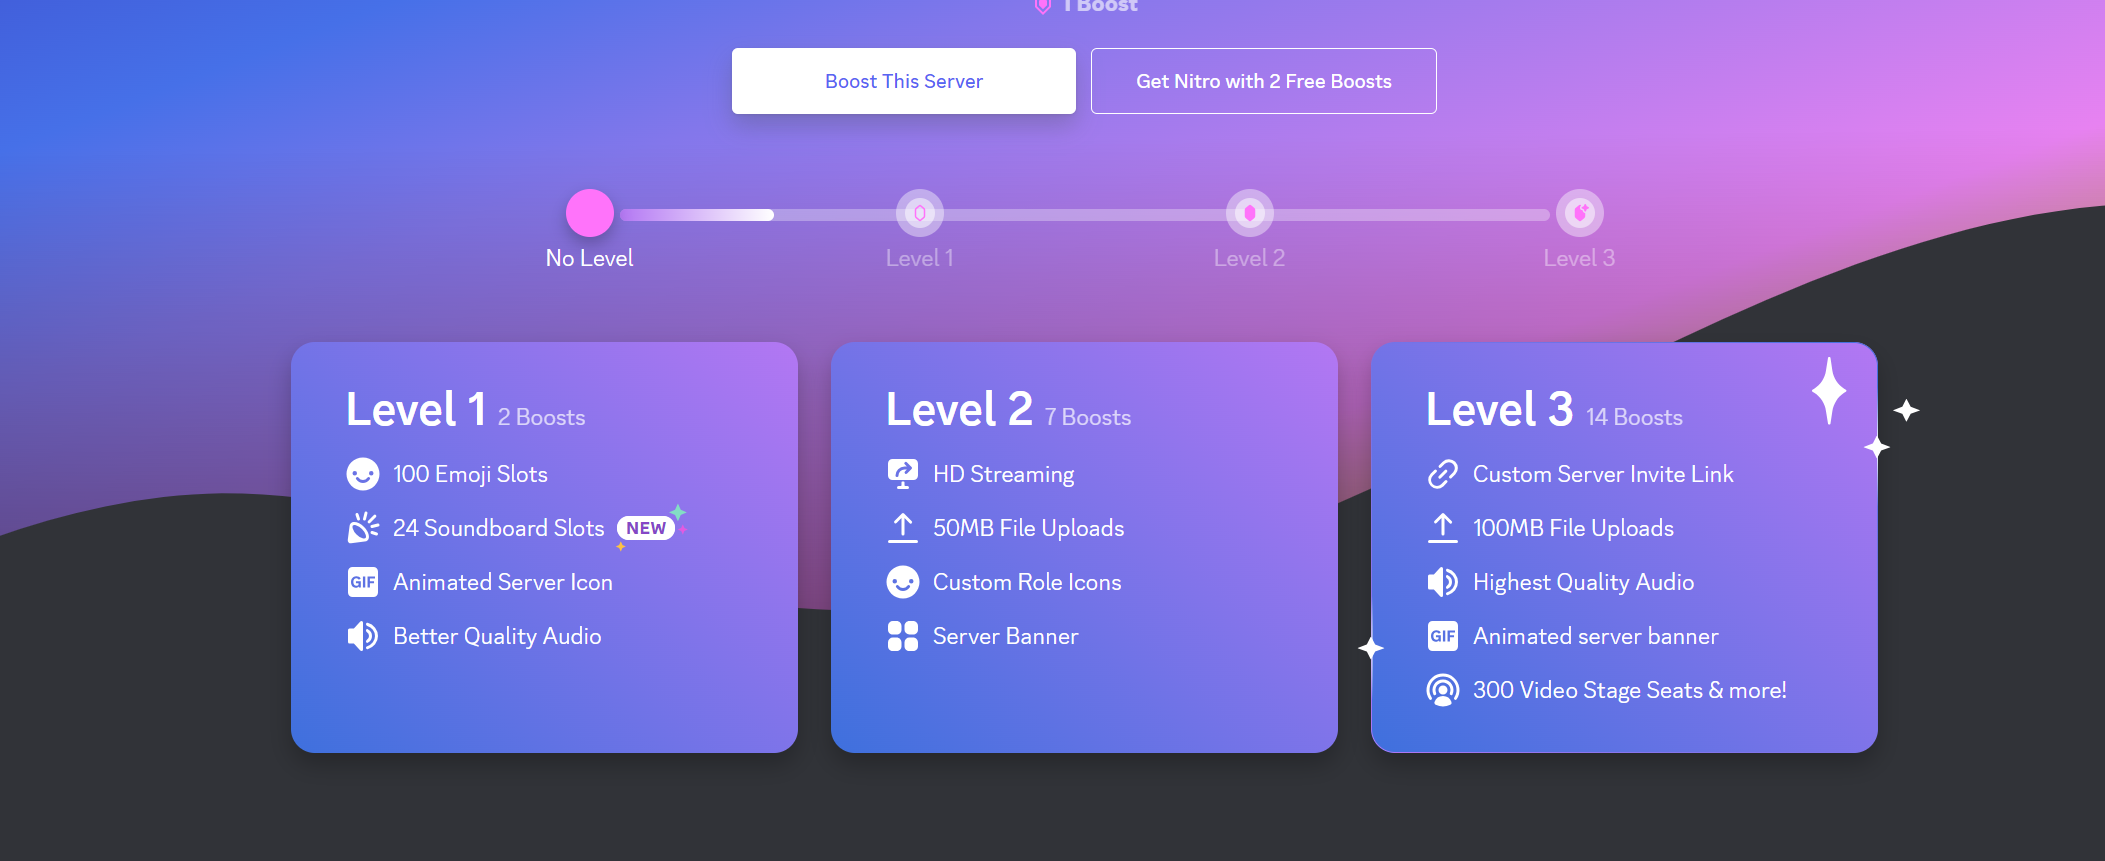 1 Boost
Boost This Server
Get Nitro with 2 Free Boosts
No Level
Level 1
Level 2
Level 3
Level 1 2 Boosts
100 Emoji Slots
24 Soundboard Slots NEW
GIF Animated Server Icon
Better Quality Audio
Level 2 7 Boosts
HD Streaming
50MB File Uploads
Custom Role Icons
Server Banner
Level 3 14 Boosts
Custom Server Invite Link
100MB File Uploads
Highest Quality Audio
GIF Animated server banner
300 Video Stage Seats & more!